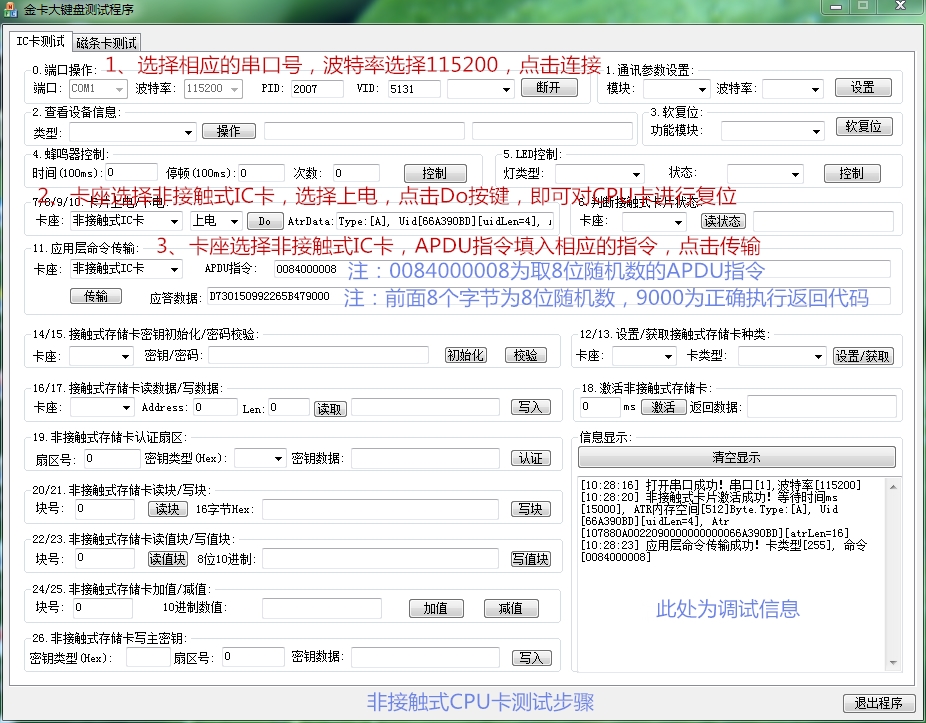 金卡大键盘测试程序
IC卡测试 磁条卡测试
0.端口操作: 1、选择相应的串口号，波特率选择115200，点击连接 1.通讯参数设置:
端口: COM1 波特率: 115200 PID: 2007 VID: 5131 断开 模块: 波特率: 设置
2.查看设备信息: 3.软复位:
类型: 操作 功能模块: 软复位
4.蜂鸣器控制: 5.LED控制:
时间(100ms): 0 停顿(100ms): 0 次数: 0 控制 灯类型: 状态: 控制
2、卡座选择非接触式IC卡，选择上电，点击Do按键，即可对CPU卡进行复位
7/8/9/10.卡片上电/下电 6.判断接触式卡片状态:
卡座: 非接触式IC卡 上电 Do AtrData:Type:[A], Uid[66A390BD][uidLen=4], 卡座: 读状态
11.应用层命令传输: 3、卡座选择非接触式IC卡，APDU指令填入相应的指令，点击传输
卡座: 非接触式IC卡 APDU指令: 0084000008 注：0084000008为取8位随机数的APDU指令
传输 应答数据: D730150992265B479000 注：前面8个字节为8位随机数，9000为正确执行返回代码
14/15.接触式存储卡密钥初始化/密码校验: 12/13.设置/获取接触式存储卡种类:
卡座: 密钥/密码: 初始化 校验 卡座: 卡类型: 设置/获取
16/17.接触式存储卡读数据/写数据: 18.激活非接触式存储卡:
卡座: Address: 0 Len: 0 读取 写入 0 ms 激活 返回数据:
19.非接触式存储卡认证扇区: 信息显示:
扇区号: 0 密钥类型(Hex): 密钥数据: 认证 清空显示
20/21.非接触式存储卡读块/写块:
块号: 0 读块 16字节Hex: 写块
22/23.非接触式存储卡读值块/写值块:
块号: 0 读值块 8位10进制: 写值块
24/25.非接触式存储卡加值/减值:
块号: 0 10进制数值: 加值 减值
26.非接触式存储卡写主密钥:
密钥类型(Hex): 扇区号: 0 密钥数据: 写入
[10:28:16] 打开串口成功! 串口[1],波特率[115200]
[10:28:20] 非接触式卡片激活成功! 等待时间ms
[15000], ATR内存空间[512]Byte.Type:[A], Uid
[66A390BD][uidLen=4], Atr
[107880A0022090000000000066A390BD][atrLen=16]
[10:28:23] 应用层命令传输成功! 卡类型[255], 命令
[0084000008]
此处为调试信息
非接触式CPU卡测试步骤 退出程序